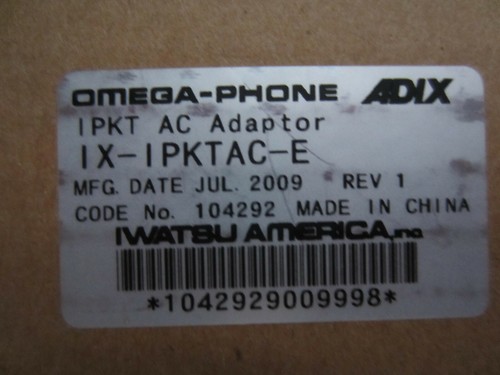 OMEGA-PHONE ADIX
IPKT AC Adaptor
IX-IPKTAC-E
MFG. DATE JUL. 2009 REV 1
CODE No. 104292 MADE IN CHINA
IWATSU AMERICA, INC.
*1042929009998*